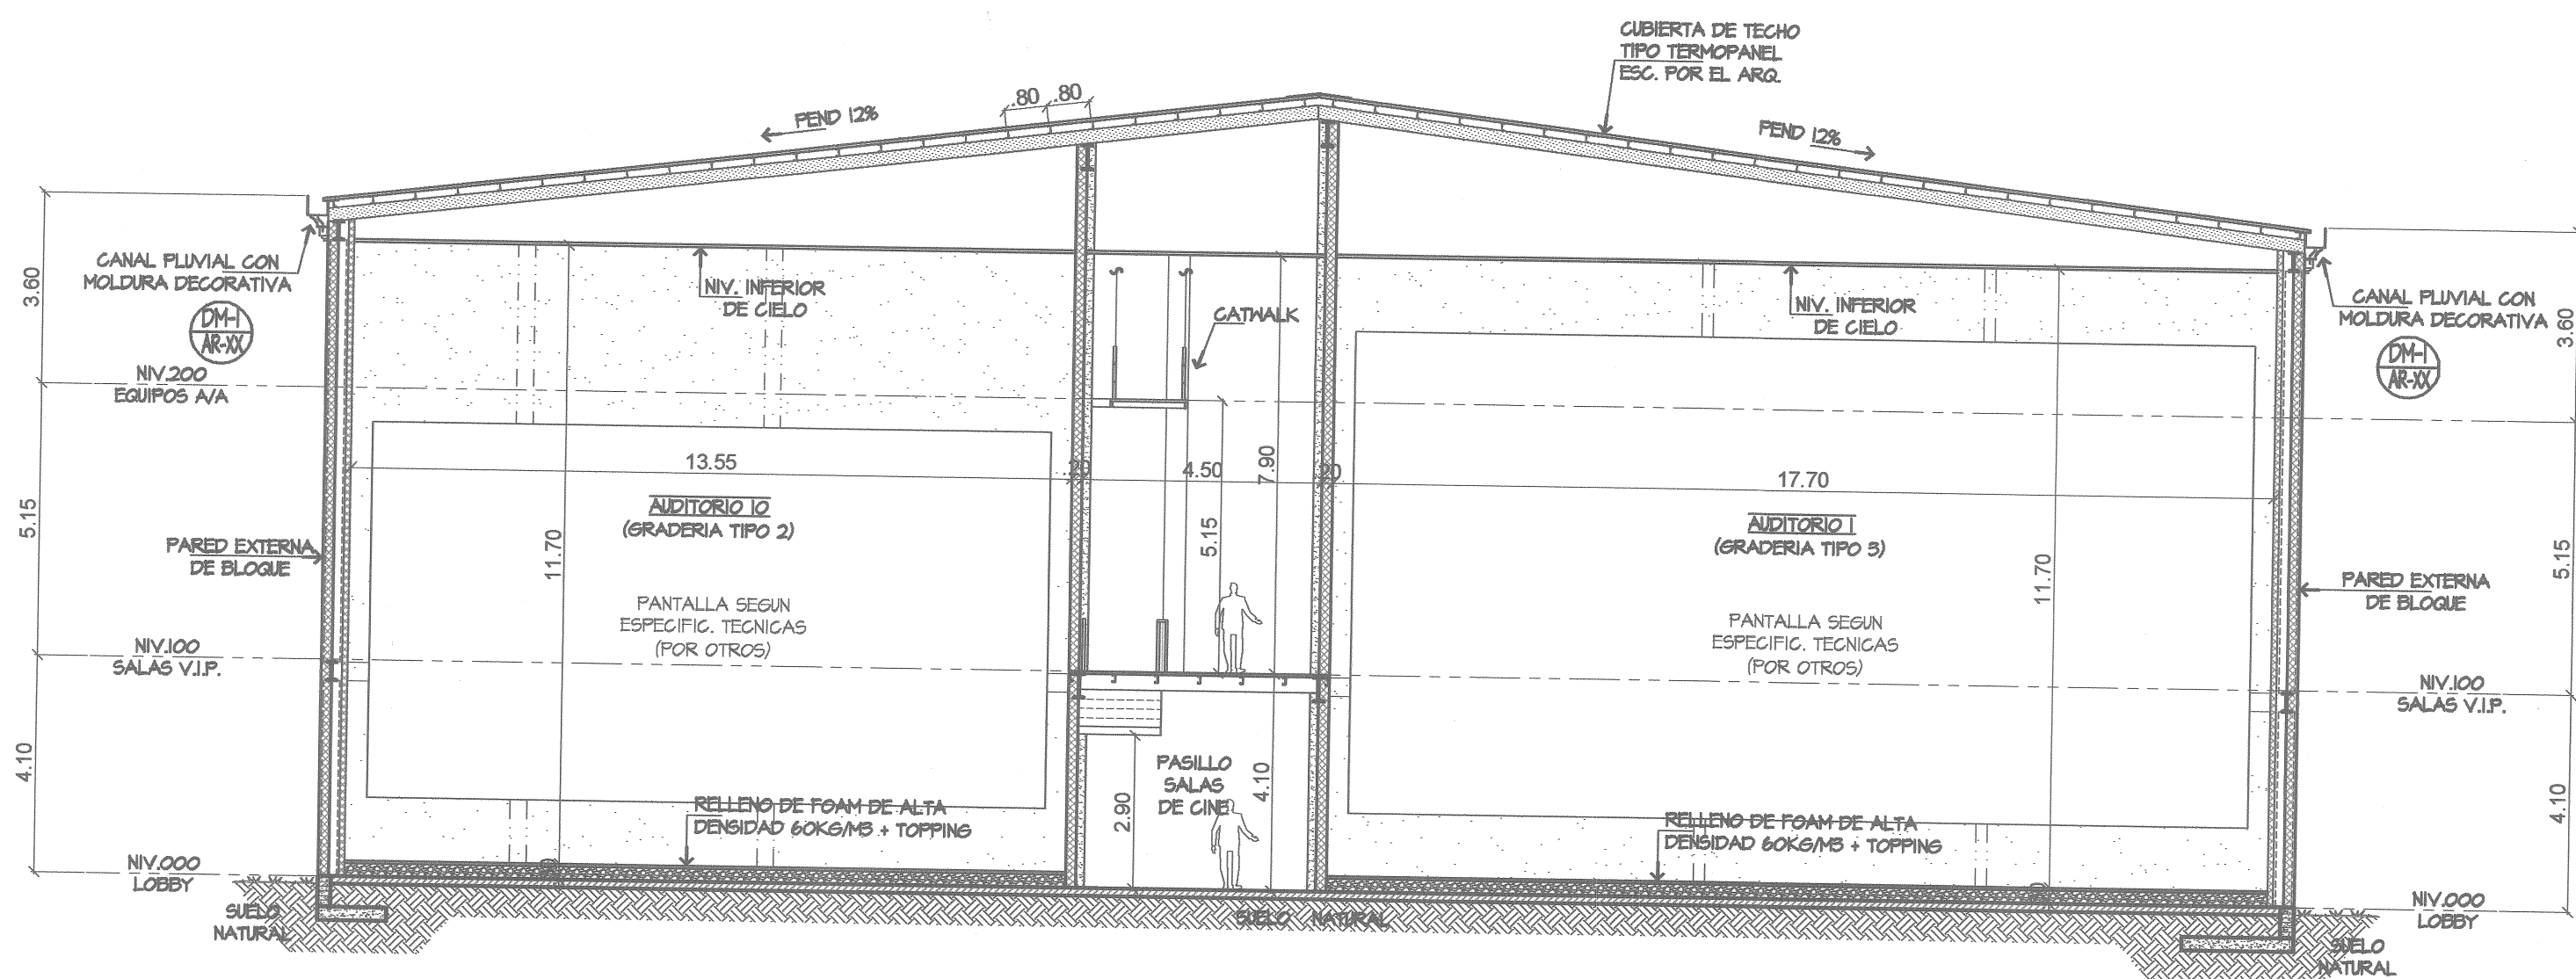 CUBIERTA DE TECHO
TIPO TERMOPANEL
ESC. POR EL ARQ.
PEND 12%
.80 .80
PEND 12%
CANAL PLUVIAL CON
MOLDURA DECORATIVA
DM-1
AR-XX
3.60
NIV. INFERIOR
DE CIELO
CATWALK
NIV. INFERIOR
DE CIELO
CANAL PLUVIAL CON
MOLDURA DECORATIVA
DM-1
AR-XX
3.60
NIV.200
EQUIPOS A/A
13.55
.20
4.50
7.90
.20
17.70
AUDITORIO 10
(GRADERIA TIPO 2)
AUDITORIO 1
(GRADERIA TIPO 3)
5.15
11.70
5.15
11.70
5.15
PARED EXTERNA
DE BLOQUE
PARED EXTERNA
DE BLOQUE
PANTALLA SEGUN
ESPECIFIC. TECNICAS
(POR OTROS)
PANTALLA SEGUN
ESPECIFIC. TECNICAS
(POR OTROS)
NIV.100
SALAS V.I.P.
NIV.100
SALAS V.I.P.
4.10
PASILLO
SALAS
DE CINE
2.90
4.10
4.10
RELLENO DE FOAM DE ALTA
DENSIDAD 60KG/M3 + TOPPING
RELLENO DE FOAM DE ALTA
DENSIDAD 60KG/M3 + TOPPING
NIV.000
LOBBY
NIV.000
LOBBY
SUELO
NATURAL
SUELO NATURAL
SUELO
NATURAL